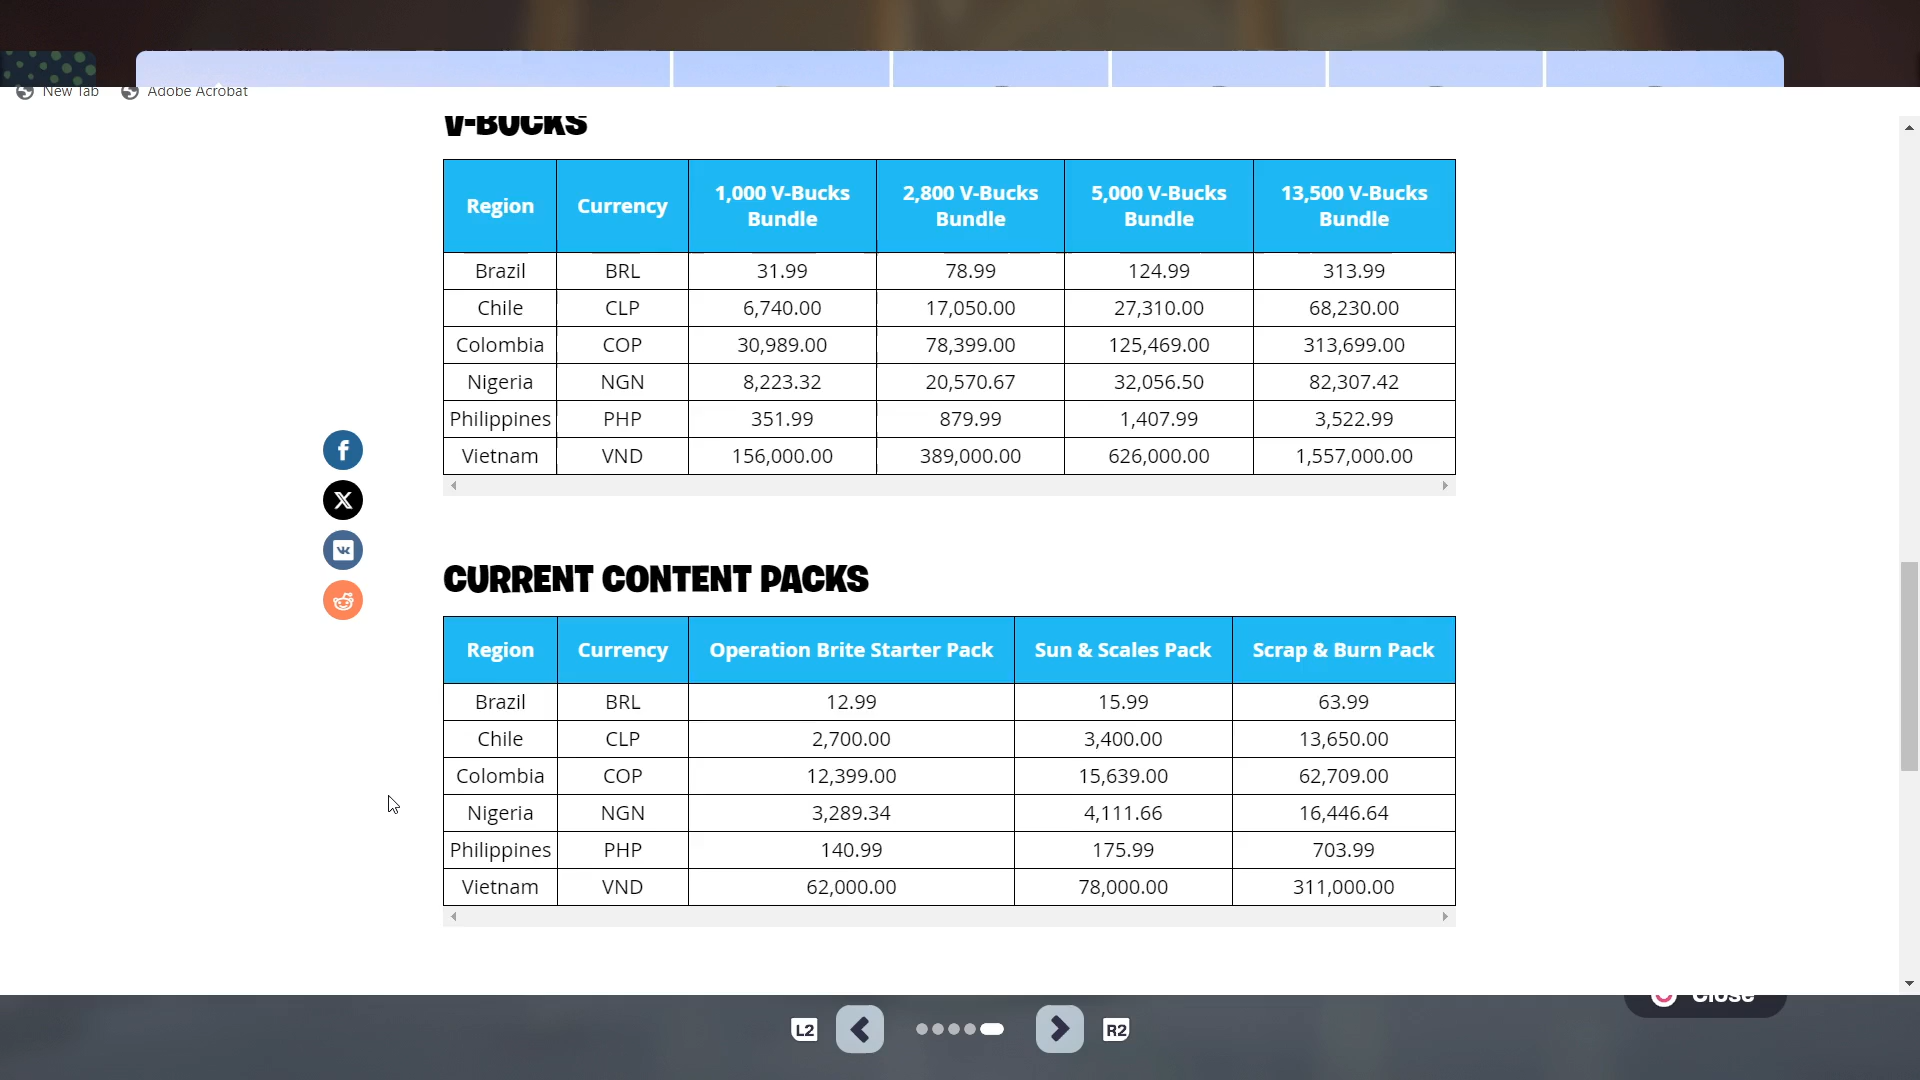 New Tab Adobe Acrobat
V-BUCKS
Region Currency 1,000 V-Bucks Bundle 2,800 V-Bucks Bundle 5,000 V-Bucks Bundle 13,500 V-Bucks Bundle
Brazil BRL 31.99 78.99 124.99 313.99
Chile CLP 6,740.00 17,050.00 27,310.00 68,230.00
Colombia COP 30,989.00 78,399.00 125,469.00 313,699.00
Nigeria NGN 8,223.32 20,570.67 32,056.50 82,307.42
Philippines PHP 351.99 879.99 1,407.99 3,522.99
Vietnam VND 156,000.00 389,000.00 626,000.00 1,557,000.00
CURRENT CONTENT PACKS
Region Currency Operation Brite Starter Pack Sun & Scales Pack Scrap & Burn Pack
Brazil BRL 12.99 15.99 63.99
Chile CLP 2,700.00 3,400.00 13,650.00
Colombia COP 12,399.00 15,639.00 62,709.00
Nigeria NGN 3,289.34 4,111.66 16,446.64
Philippines PHP 140.99 175.99 703.99
Vietnam VND 62,000.00 78,000.00 311,000.00
Close
L2 R2